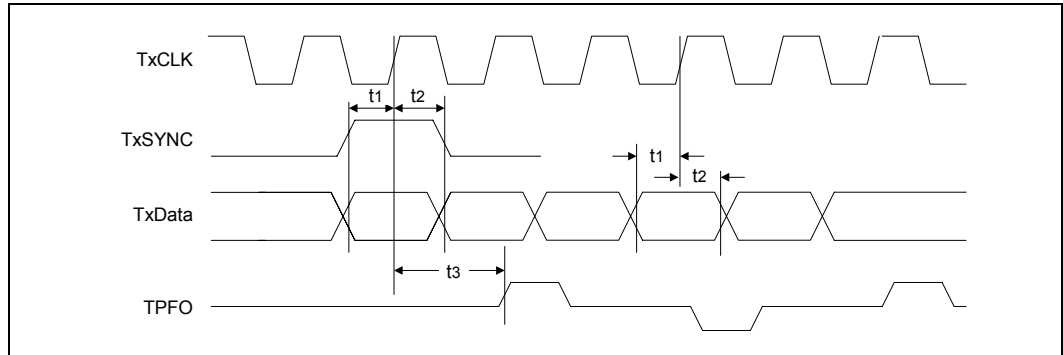 TxCLK
t1 t2
TxSYNC
t1
t2
TxData
t3
TPFO